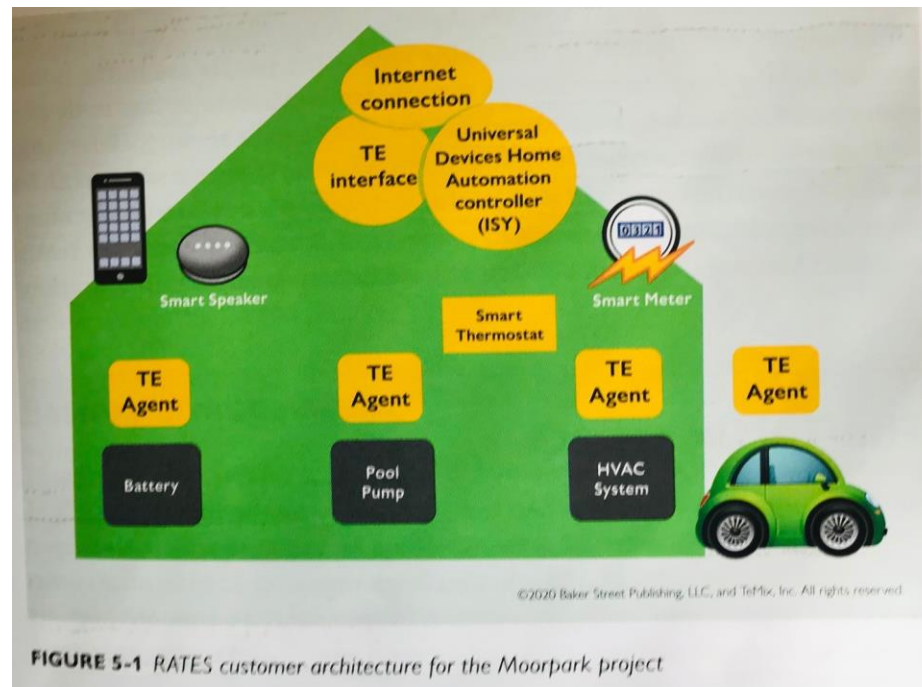 Internet
connection
TE
interface
Universal
Devices Home
Automation
controller
(ISY)
0321
Smart Speaker
Smart Meter
Smart
Thermostat
TE
Agent
TE
Agent
TE
Agent
TE
Agent
Battery
Pool
Pump
HVAC
System
©2020 Baker Street Publishing, LLC, and TeMix, Inc. All rights reserved.
FIGURE 5-1 RATES customer architecture for the Moorpark project